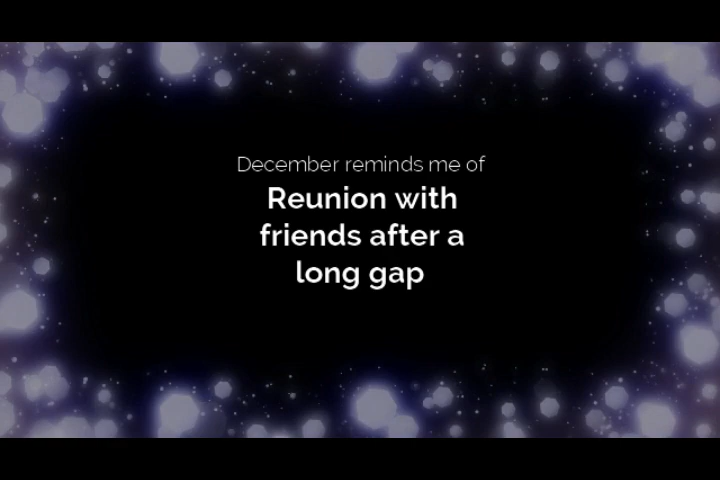 December reminds me of
Reunion with
friends after a
long gap